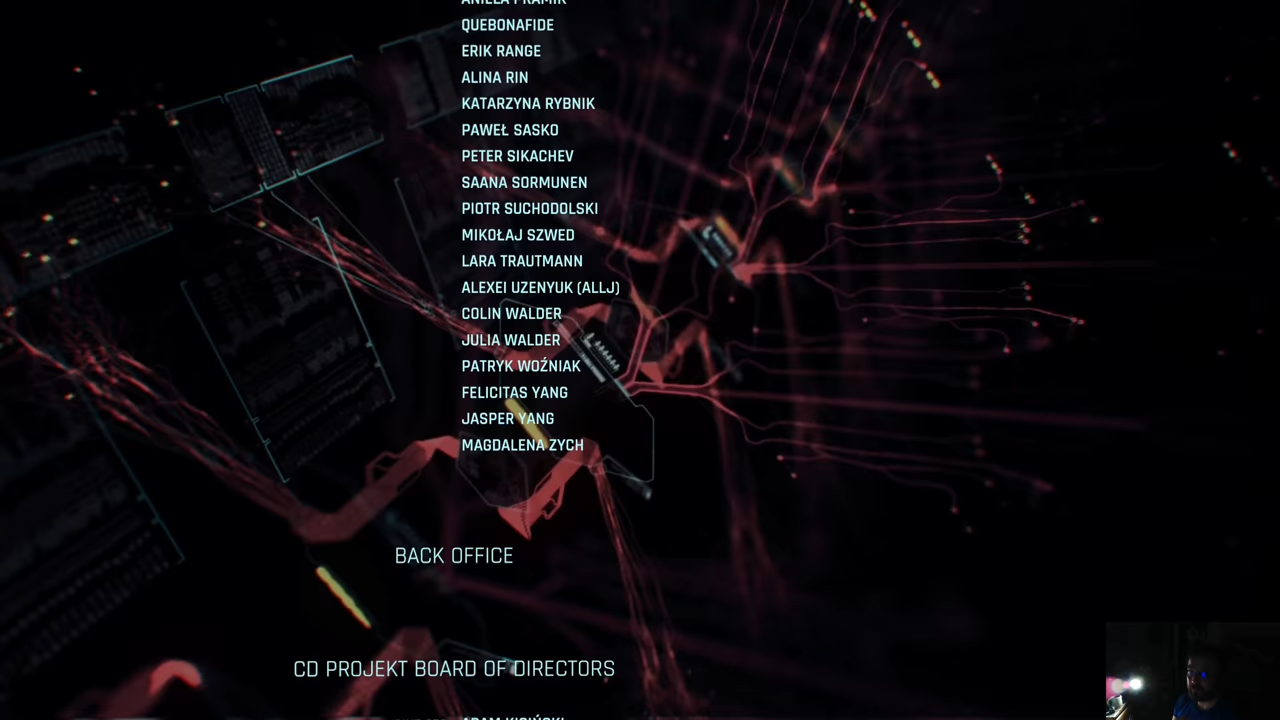 QUEBONAFIDE
ERIK RANGE
ALINA RIN
KATARZYNA RYBNIK
PAWEŁ SASKO
PETER SIKACHEV
SAANA SORMUNEN
PIOTR SUCHODOLSKI
MIKOŁAJ SZWED
LARA TRAUTMANN
ALEXEI UZENYUK (ALLJ)
COLIN WALDER
JULIA WALDER
PATRYK WOŹNIAK
FELICITAS YANG
JASPER YANG
MAGDALENA ZYCH
BACK OFFICE
CD PROJEKT BOARD OF DIRECTORS